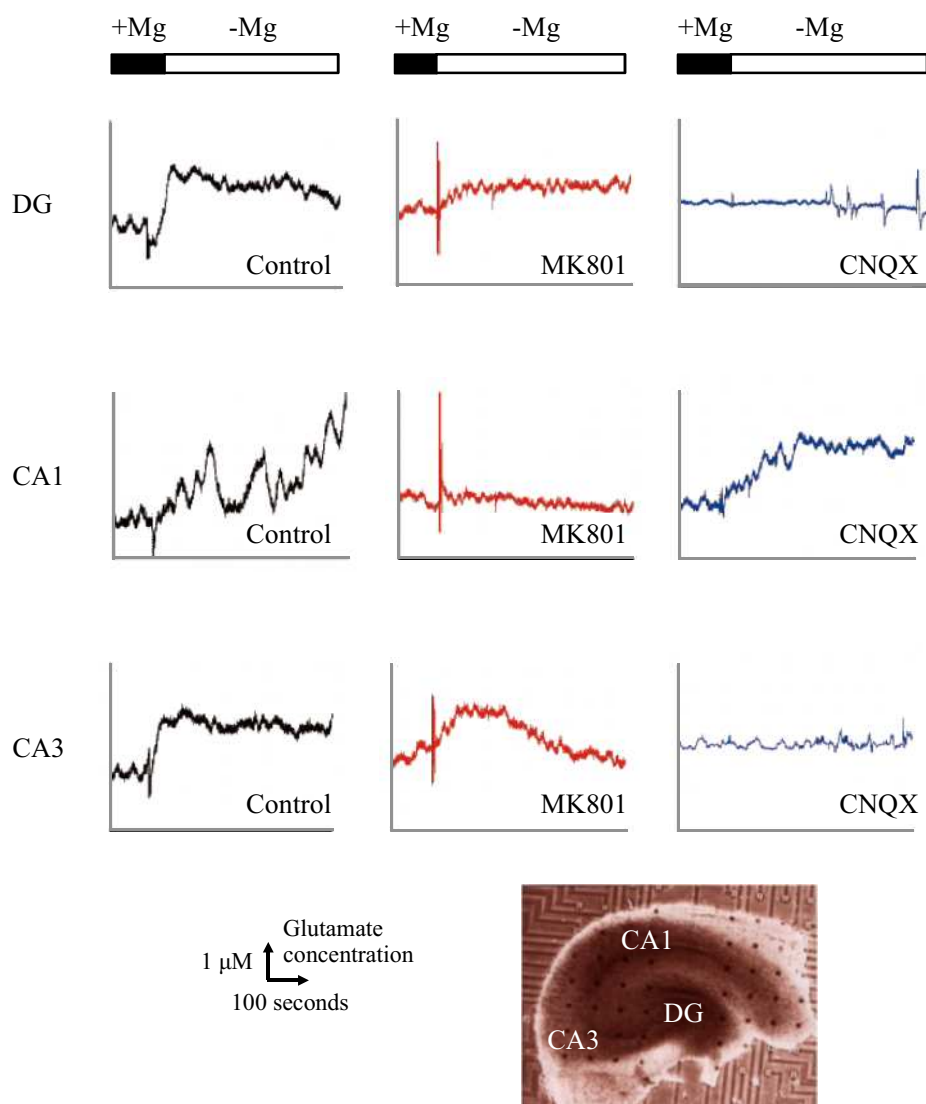 +Mg -Mg +Mg -Mg +Mg -Mg
DG
Control MK801 CNQX
CA1
Control MK801 CNQX
CA3
Control MK801 CNQX
Glutamate
concentration
1 μM
100 seconds
CA1
DG
CA3